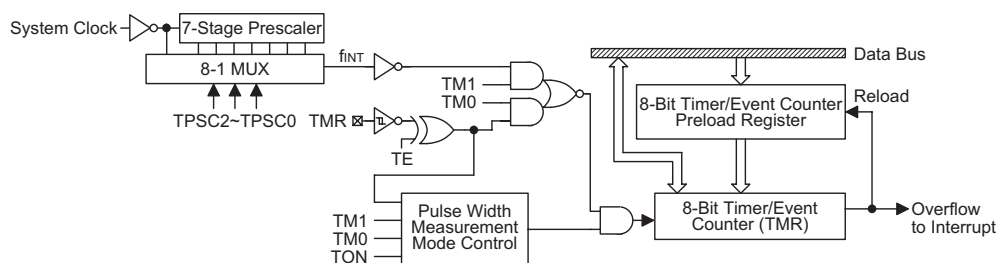 System Clock
7-Stage Prescaler
8-1 MUX
TPSC2~TPSC0
fINT
TM1
TM0
TMR
TE
TM1
TM0
TON
Pulse Width
Measurement
Mode Control
Data Bus
8-Bit Timer/Event Counter
Preload Register
Reload
8-Bit Timer/Event
Counter (TMR)
Overflow
to Interrupt